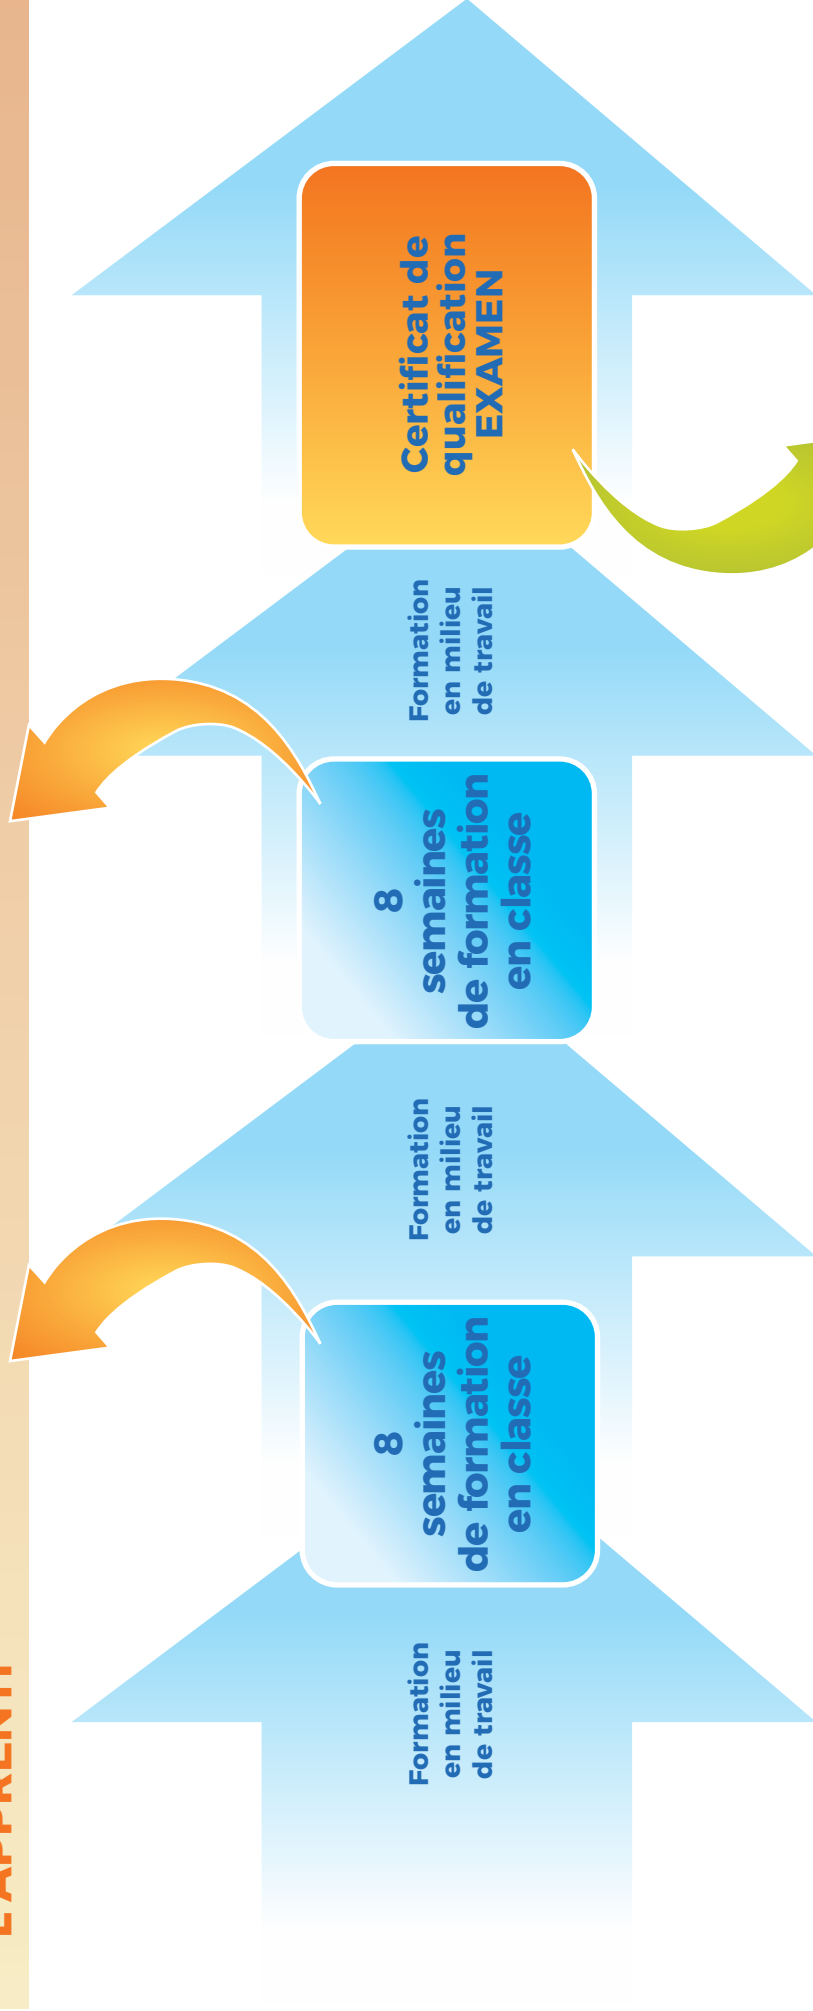 L'APPRENTI
Formation
en milieu
de travail
8
semaines
de formation
en classe
Formation
en milieu
de travail
8
semaines
de formation
en classe
Formation
en milieu
de travail
Certificat de
qualification
EXAMEN